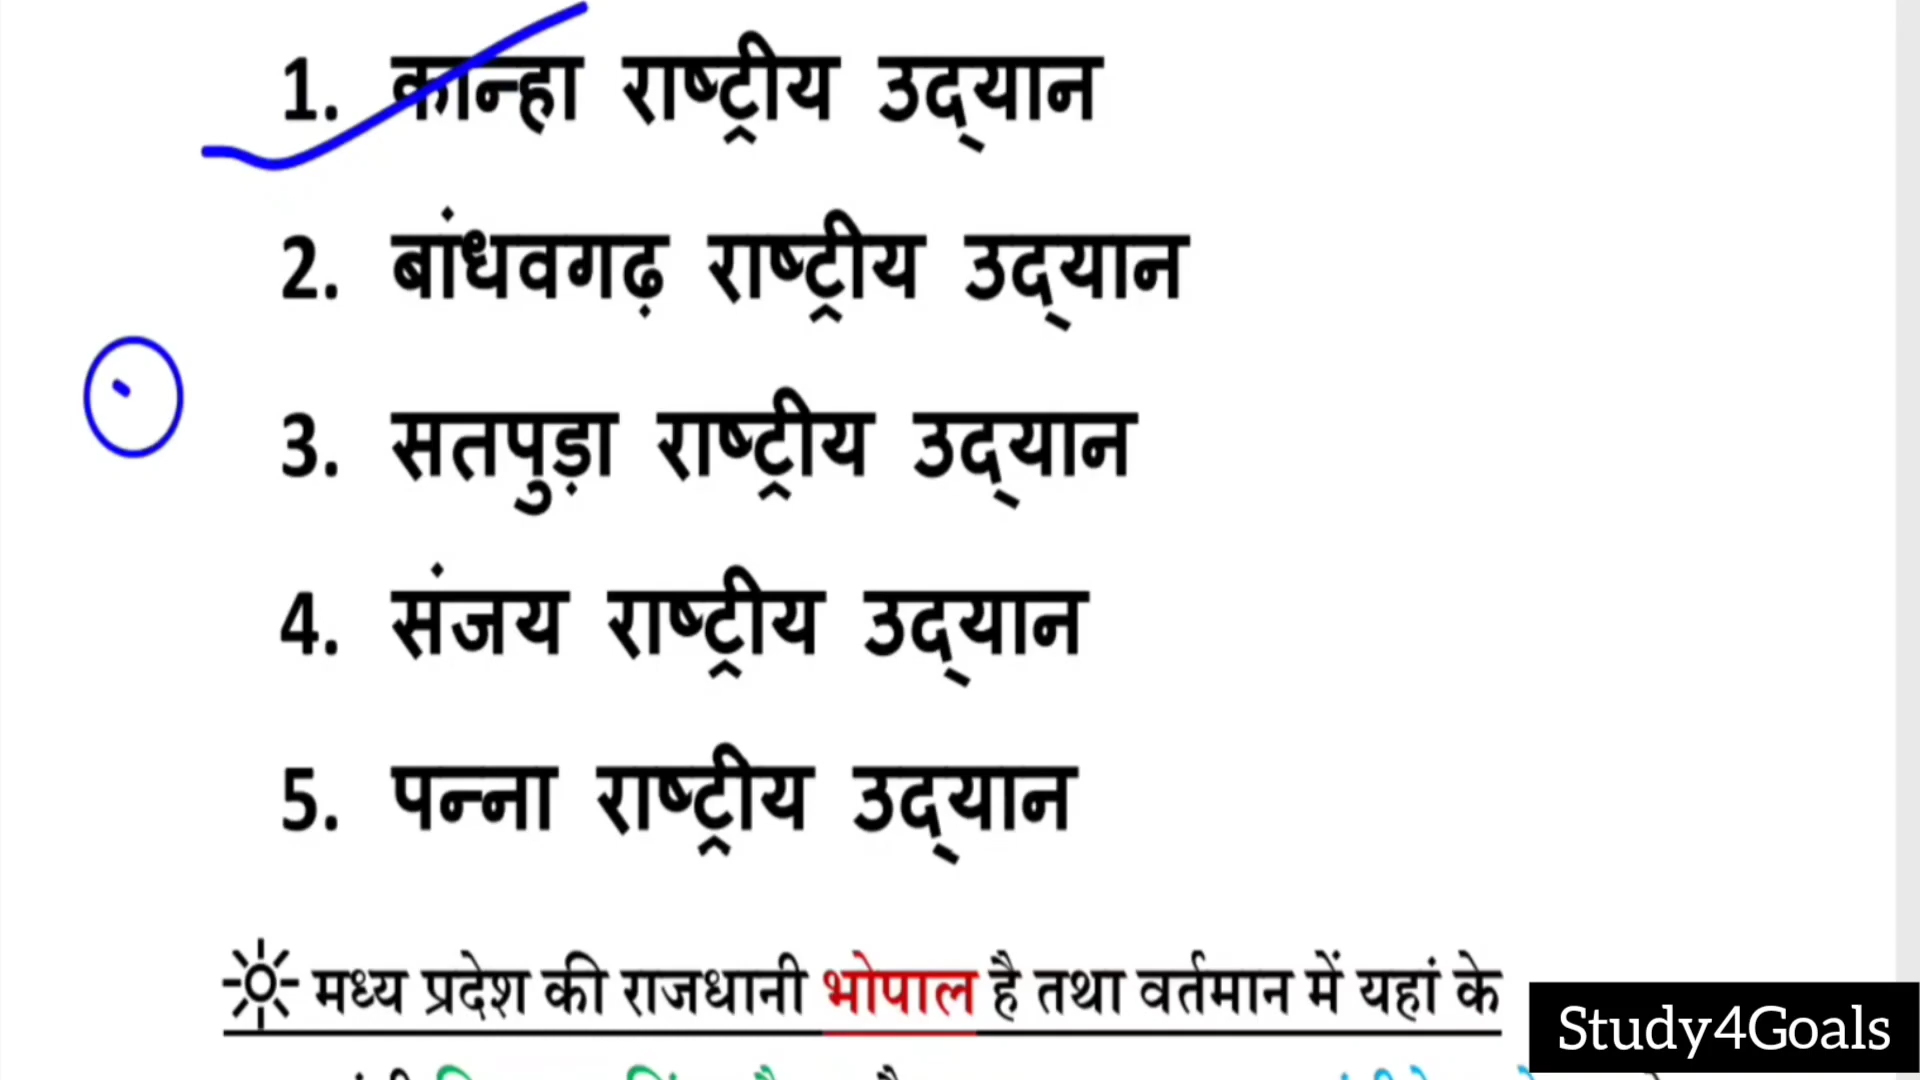 1. कान्हा राष्ट्रीय उद्‌यान
2. बांधवगढ़ राष्ट्रीय उद्‌यान
3. सतपुड़ा राष्ट्रीय उद्‌यान
4. संजय राष्ट्रीय उद्‌यान
5. पन्ना राष्ट्रीय उद्‌यान
मध्य प्रदेश की राजधानी भोपाल है तथा वर्तमान में यहां के
Study4Goals